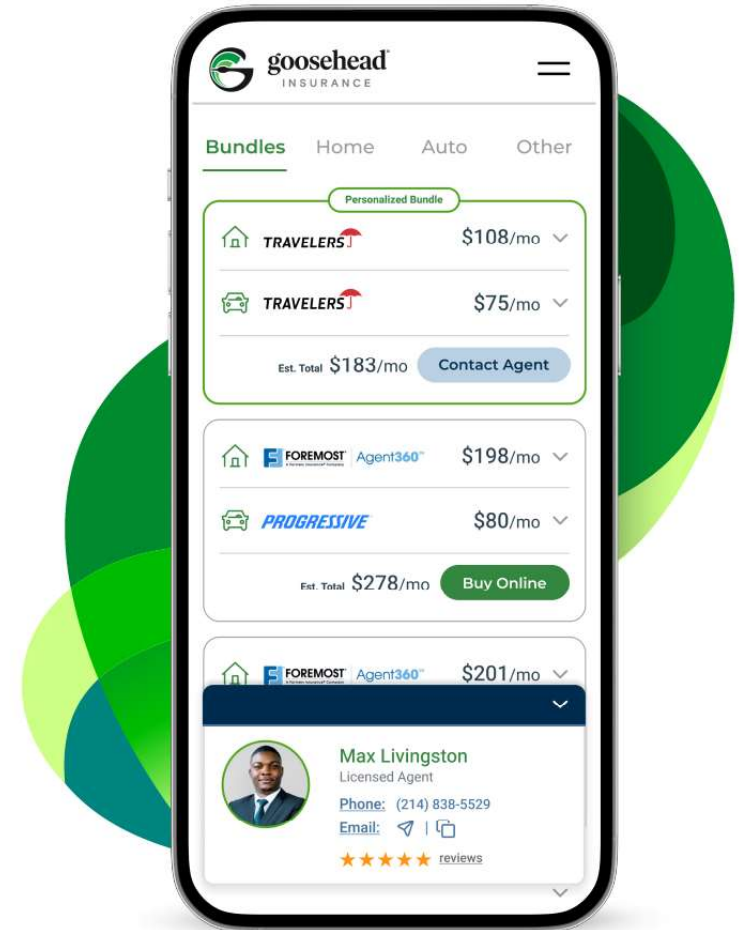 goosehead
INSURANCE
Bundles Home Auto Other
Personalized Bundle
TRAVELERS $108/mo
TRAVELERS $75/mo
Est. Total $183/mo Contact Agent
FOREMOST Agent360 $198/mo
PROGRESSIVE $80/mo
Est. Total $278/mo Buy Online
FOREMOST Agent360 $201/mo
Max Livingston
Licensed Agent
Phone: (214) 838-5529
Email: |
reviews